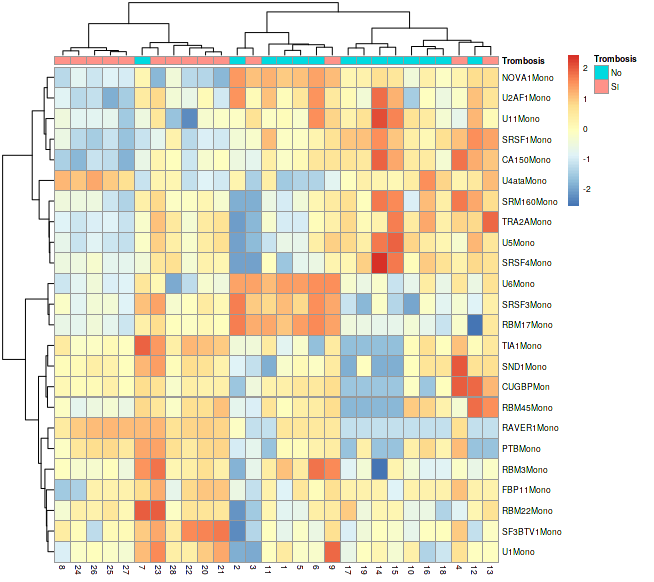 Trombosis
NOVA1Mono
U2AF1Mono
U11Mono
SRSF1Mono
CA150Mono
U4ataMono
SRM160Mono
TRA2AMono
U5Mono
SRSF4Mono
U6Mono
SRSF3Mono
RBM17Mono
TIA1Mono
SND1Mono
CUGBPMon
RBM45Mono
RAVER1Mono
PTBMono
RBM3Mono
FBP11Mono
RBM22Mono
SF3BTV1Mono
U1Mono
8 24 26 25 27 7 23 28 22 20 21 2 3 11 1 5 6 9 17 19 14 15 10 16 18 4 12 13
2
1
0
-1
-2
Trombosis
No
SI